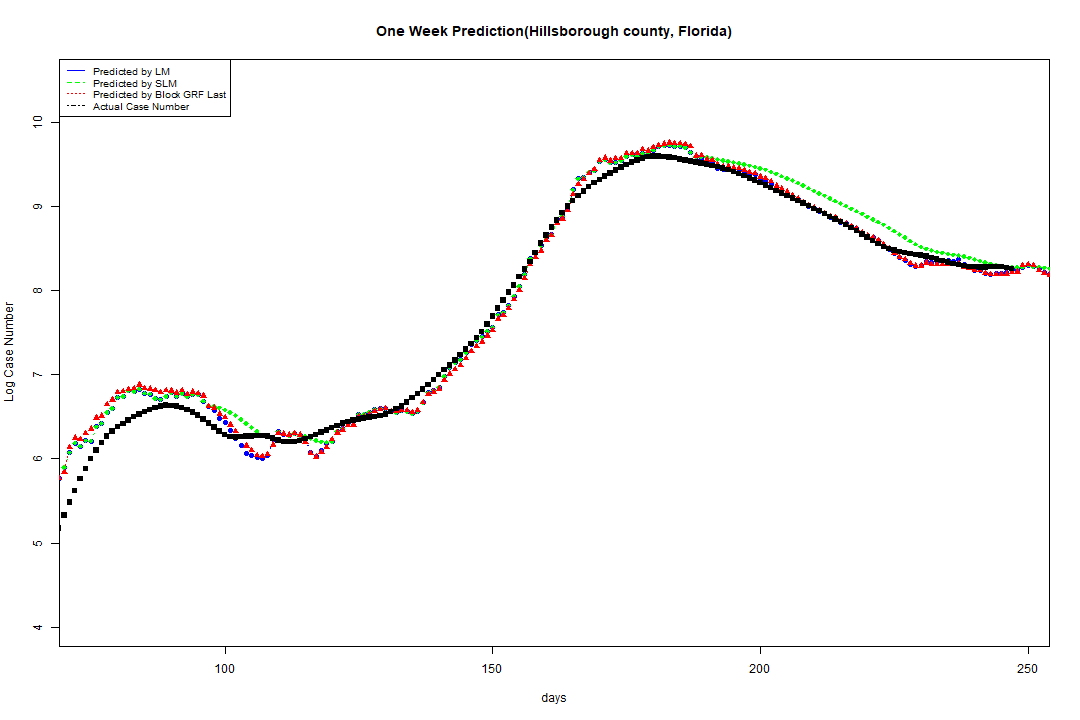 One Week Prediction(Hillsborough county, Florida)
Predicted by LM
Predicted by SLM
Predicted by Block GRF Last
Actual Case Number
10
9
8
7
6
5
4
Log Case Number
100
150
200
250
days